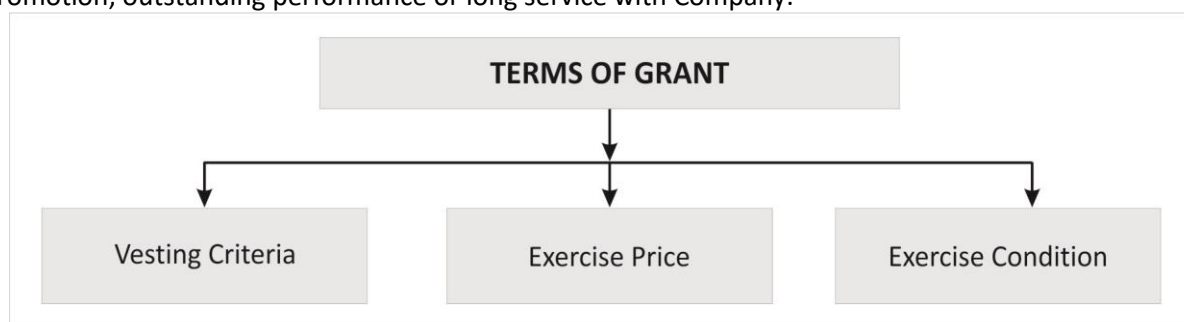 romotion, outstanding performance or long service with Company.
TERMS OF GRANT
Vesting Criteria
Exercise Price
Exercise Condition